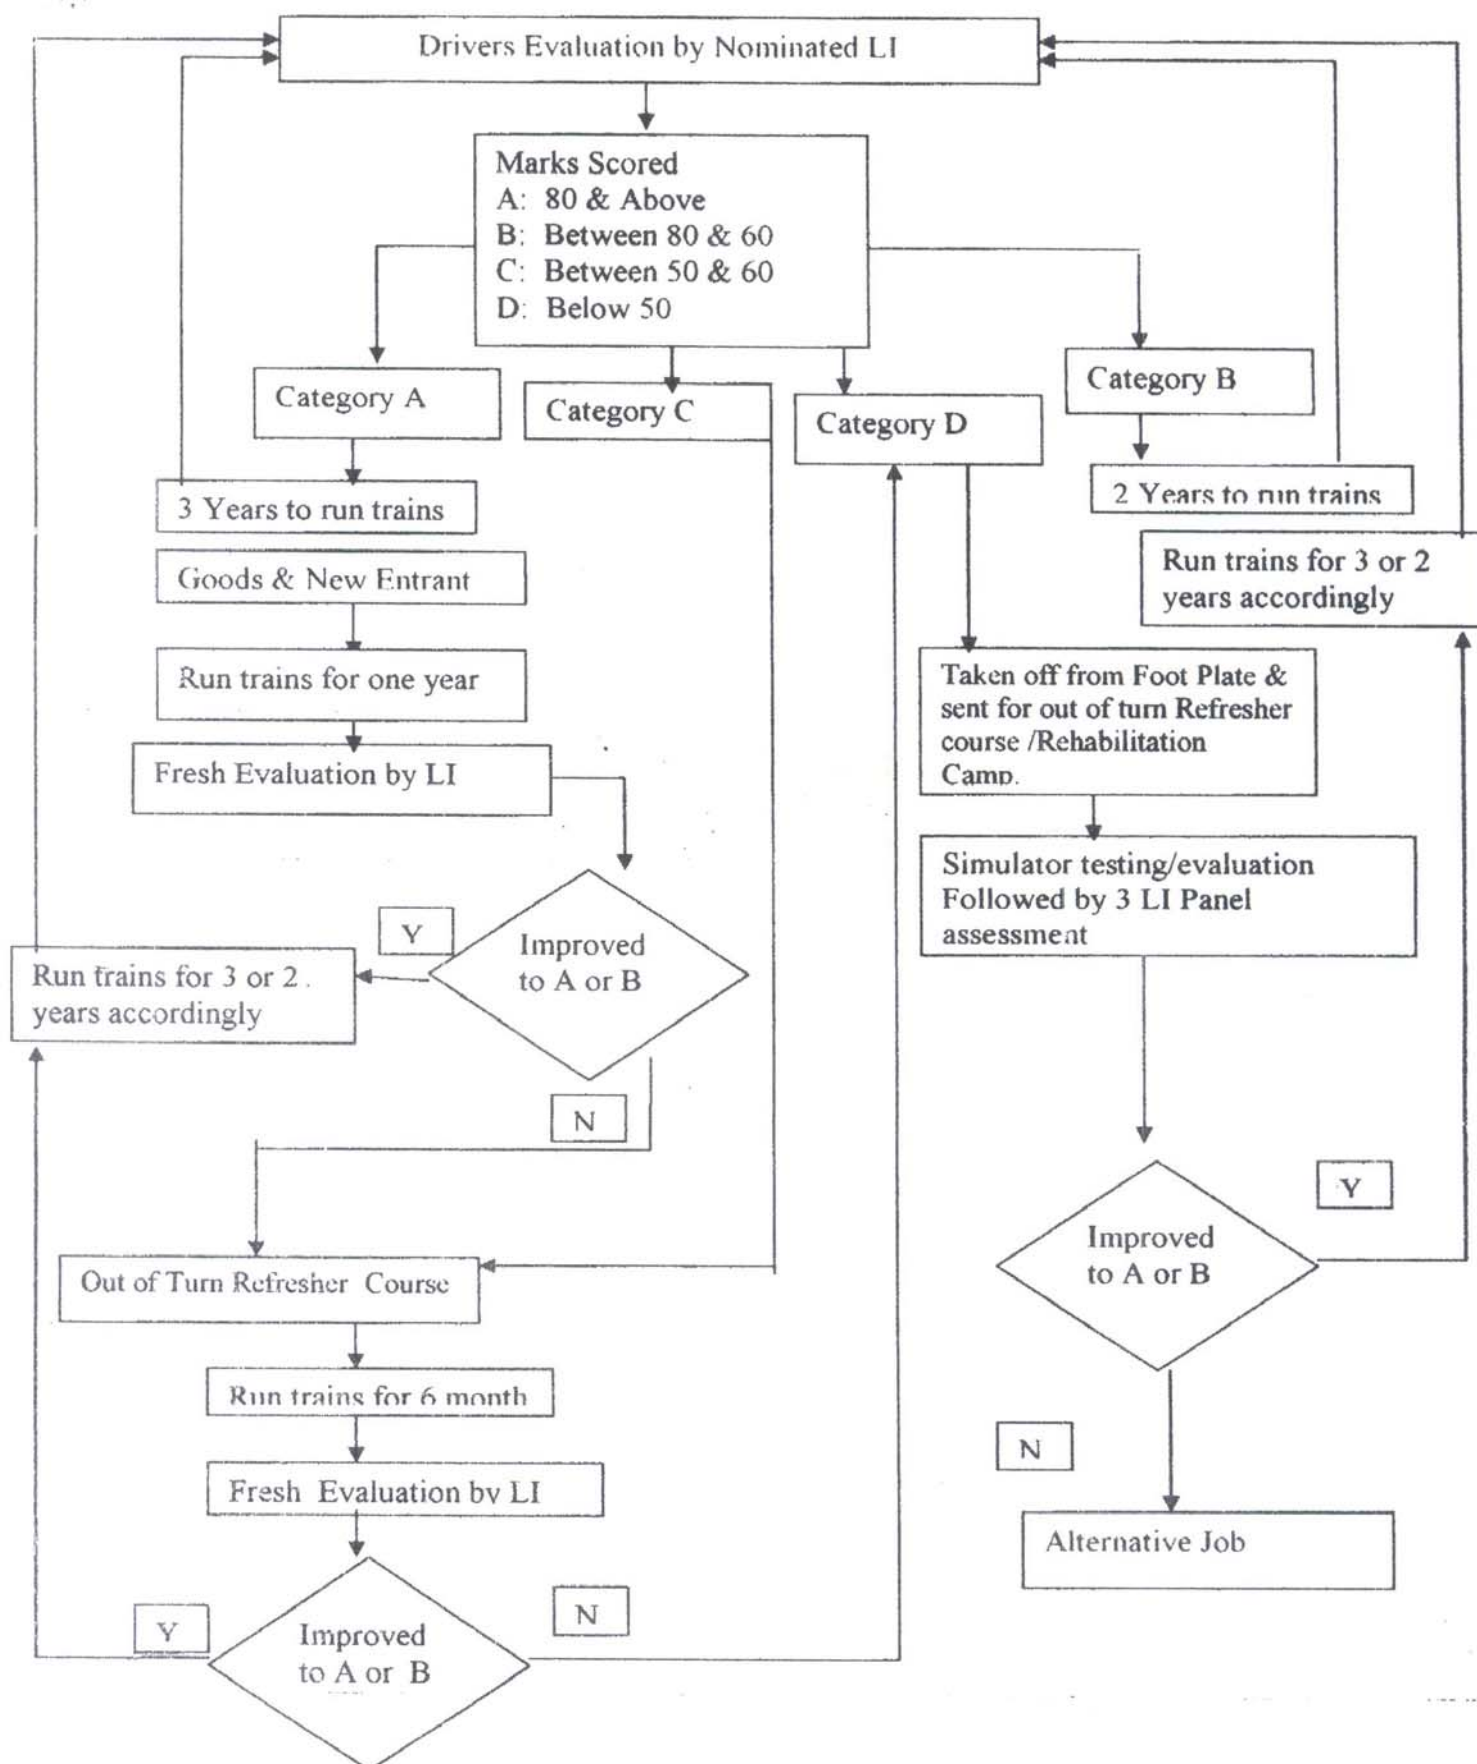 Drivers Evaluation by Nominated LI
Marks Scored
A: 80 & Above
B: Between 80 & 60
C: Between 50 & 60
D: Below 50
Category A
Category C
Category D
Category B
3 Years to run trains
2 Years to run trains
Goods & New Entrant
Run trains for 3 or 2
years accordingly
Run trains for one year
Taken off from Foot Plate &
sent for out of turn Refresher
course /Rehabilitation
Camp.
Fresh Evaluation by LI
Simulator testing/evaluation
Followed by 3 LI Panel
assessment
Y
Improved
to A or B
Run trains for 3 or 2 .
years accordingly
N
Y
Improved
to A or B
Out of Turn Refresher Course
Run trains for 6 month
N
Fresh Evaluation by LI
Alternative Job
Y
N
Improved
to A or B